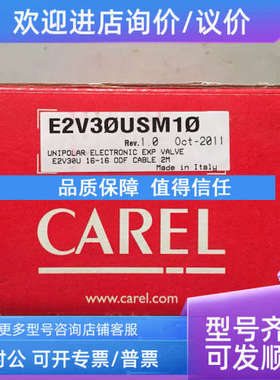 欢迎进店询价/议价
E2V30USM10
Rev.1.0 Oct-2011
UNIPOLAR ELECTRONIC EXP VALVE
E2V30U 16-16 ODF CABLE 2M
Made in Italy
品质保障 值得信任
CAREL
www.carel.com
更多型号咨询客服
对公 可开专票/普票
型号齐
可发顺